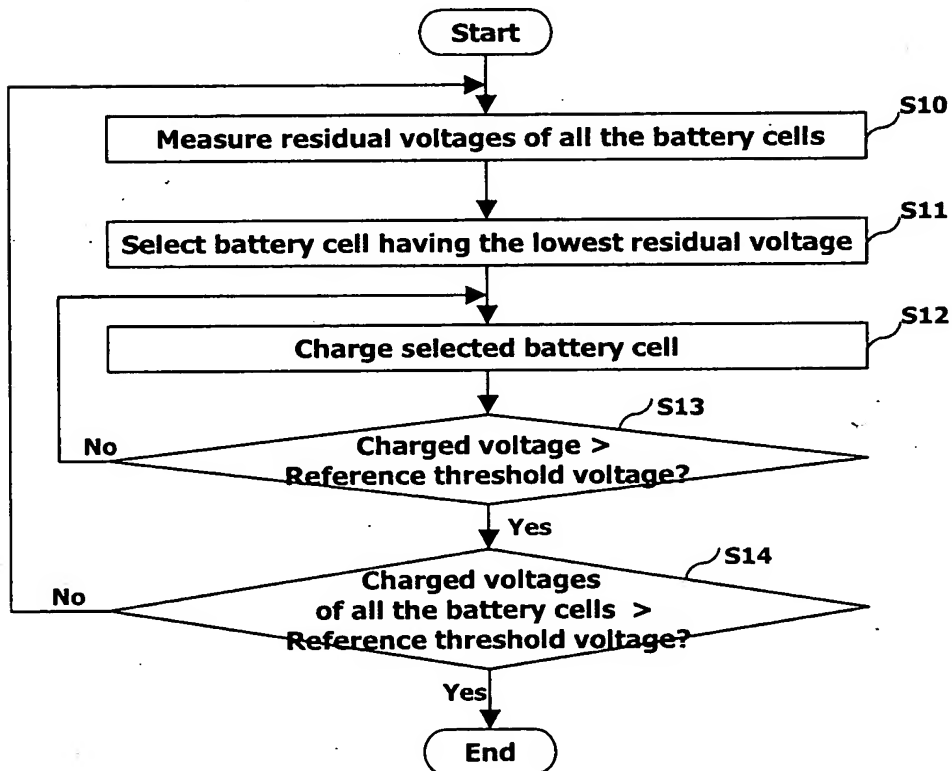 Start
S10
Measure residual voltages of all the battery cells
S11
Select battery cell having the lowest residual voltage
S12
Charge selected battery cell
S13
No
Charged voltage >
Reference threshold voltage?
Yes
S14
No
Charged voltages
of all the battery cells >
Reference threshold voltage?
Yes
End